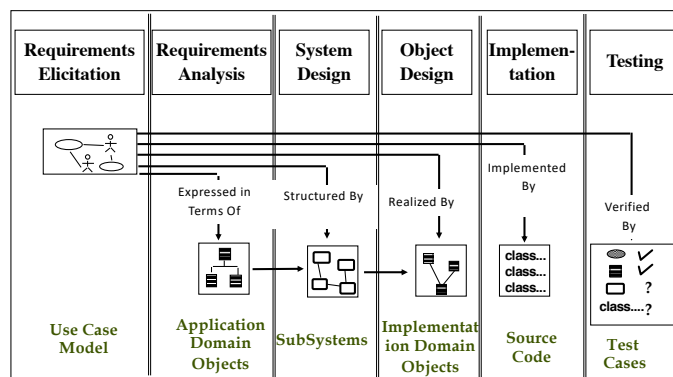 Requirements
Elicitation
Requirements
Analysis
System
Design
Object
Design
Implemen-
tation
Testing
Expressed in
Terms Of
Structured By
Realized By
Implemented
By
Verified
By
class...
class...
class...
?
class....?
Use Case
Model
Application
Domain
Objects
SubSystems
Implementat
ion Domain
Objects
Source
Code
Test
Cases